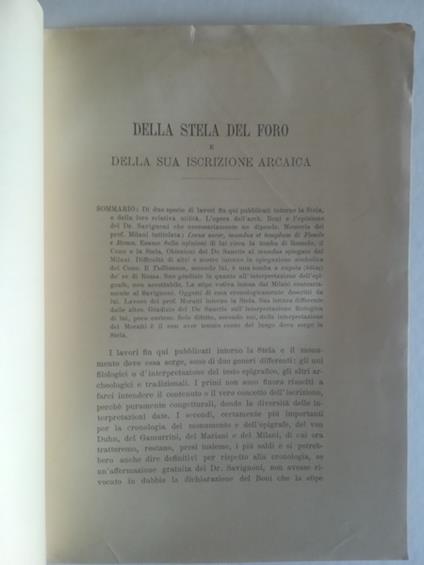 DELLA STELA DEL FORO
E
DELLA SUA ISCRIZIONE ARCAICA
SOMMARIO: Di due specie di lavori fin qui pubblicati intorno la Stela,
e della loro relativa utilità. L'opera dell'arch. Boni e l'opinione
del Dr. Savignoni che necessariamente ne dipende. Memoria del
prof. Milani intitolata: Locus sacer, mundus et templum di Fiesole
e Roma. Esame delle opinioni di lui circa la tomba di Romolo, il
Cono e la Stela. Obiezioni del De Sanctis al mundus spiegato dal
Milani. Difficoltà di altri e nostre intorno la spiegazione simbolica
del Cono. Il Palliolum, secondo lui, è una tomba a cupola
de' re di Roma. Suo giudizio in quanto all'interpretazione dell'epi-
grafe, non accettabile. La stipe votiva intesa dal Milani contraria-
mente al Savignoni. Oggetti di essa cronologicamente descritti da
lui. Lavoro del prof. Moratti intorno la Stela. Sua lettura differente
dalle altre. Giudizio del De Sanctis sull'interpretazione filologica
di lui, poco curioso. Solo difetto, secondo noi, della interpretazione
del Moratti è il non aver tenuto conto del luogo dove sorge la
Stela.
I lavori fin qui pubblicati intorno la Stela e il monu-
mento dove essa sorge, sono di due generi differenti: gli uni
filologici o d'interpretazione del testo epigrafico, gli altri ar-
cheologici e tradizionali. I primi non sono finora riusciti a
farci intendere il contenuto e il vero concetto dell'iscrizione,
perchè puramente congetturali, donde la diversità delle in-
terpretazioni date. I secondi, certamente più importanti
per la cronologia del monumento e dell'epigrafe, del von
Duhn, del Gamurrini, del Mariani e del Milani, di cui ora
tratteremo, restano, presi insieme, i più saldi e si potreb-
bero anche dire definitivi per rispetto alla cronologia, se
un'affermazione gratuita del Dr. Savignoni, non avesse ri-
vocato in dubbio la dichiarazione del Boni che la stipe